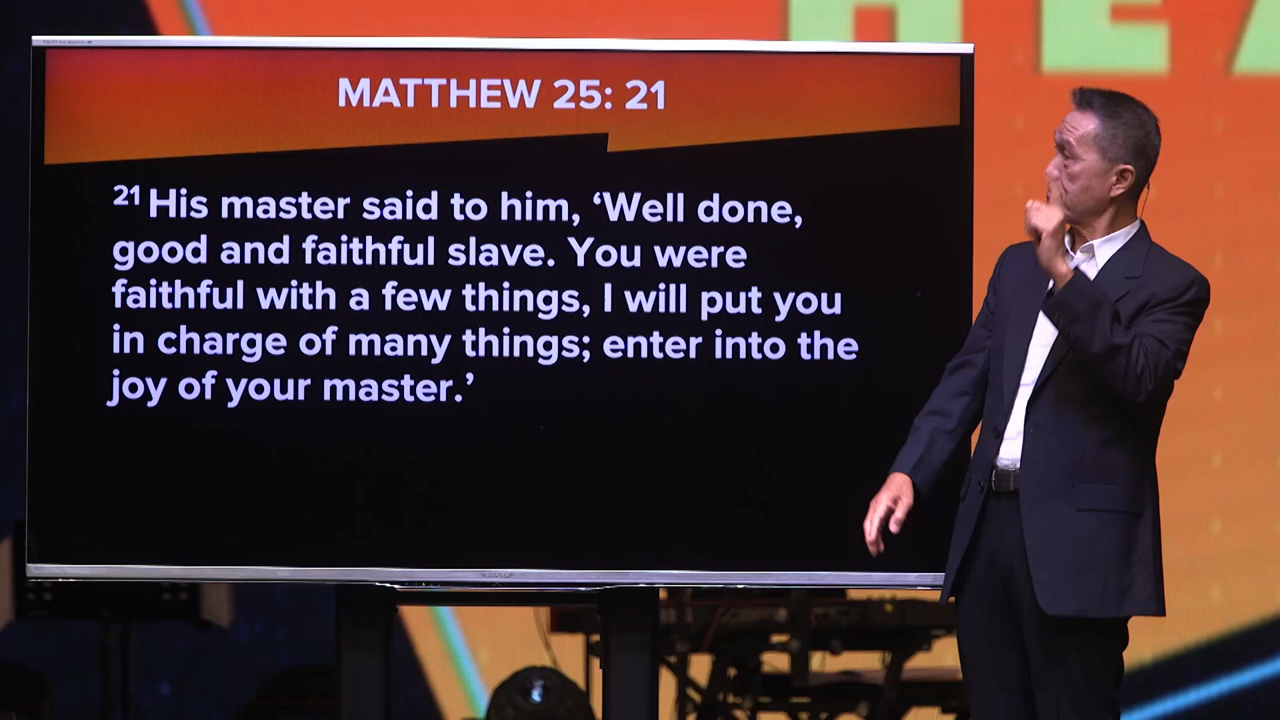 HEA
MATTHEW 25: 21
21 His master said to him, ‘Well done,
good and faithful slave. You were
faithful with a few things, I will put you
in charge of many things; enter into the
joy of your master.’